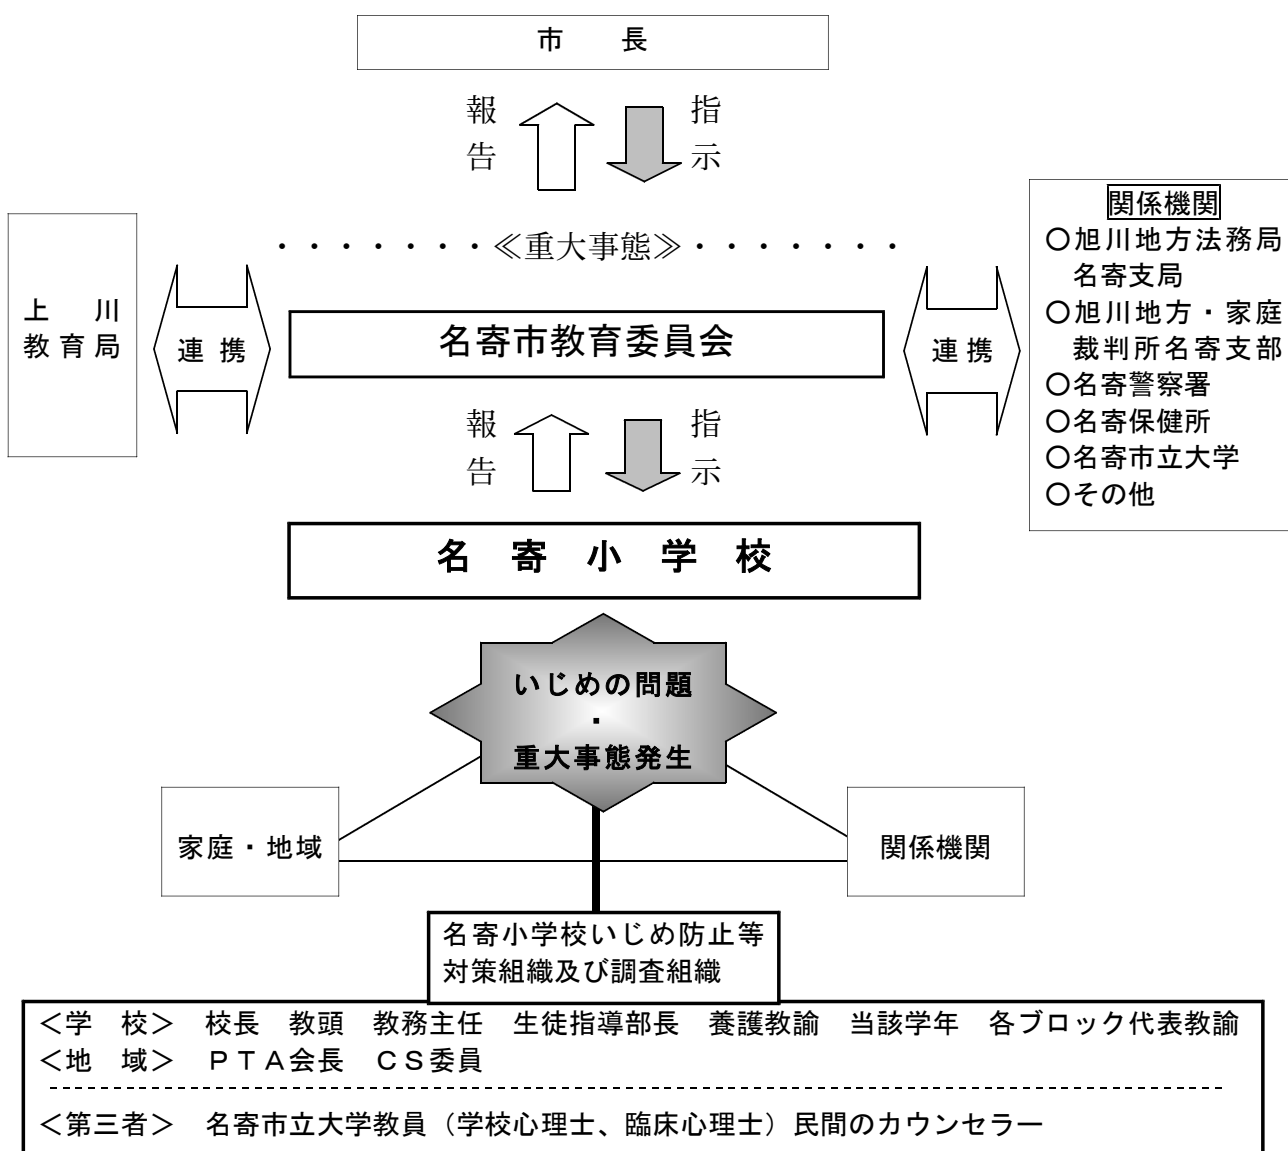 市　長
報告
指示
・・・・・・・≪重大事態≫・・・・・・・
上　川
教育局
連携
名寄市教育委員会
連携
関係機関
〇旭川地方法務局
名寄支局
〇旭川地方・家庭
裁判所名寄支部
〇名寄警察署
〇名寄保健所
〇名寄市立大学
〇その他
報告
指示
名　寄　小　学　校
いじめの問題
・
重大事態発生
家庭・地域
関係機関
名寄小学校いじめ防止等
対策組織及び調査組織
＜学　校＞　校長　教頭　教務主任　生徒指導部長　養護教諭　当該学年　各ブロック代表教諭
＜地　域＞　ＰＴＡ会長　ＣＳ委員
＜第三者＞　名寄市立大学教員（学校心理士、臨床心理士）民間のカウンセラー